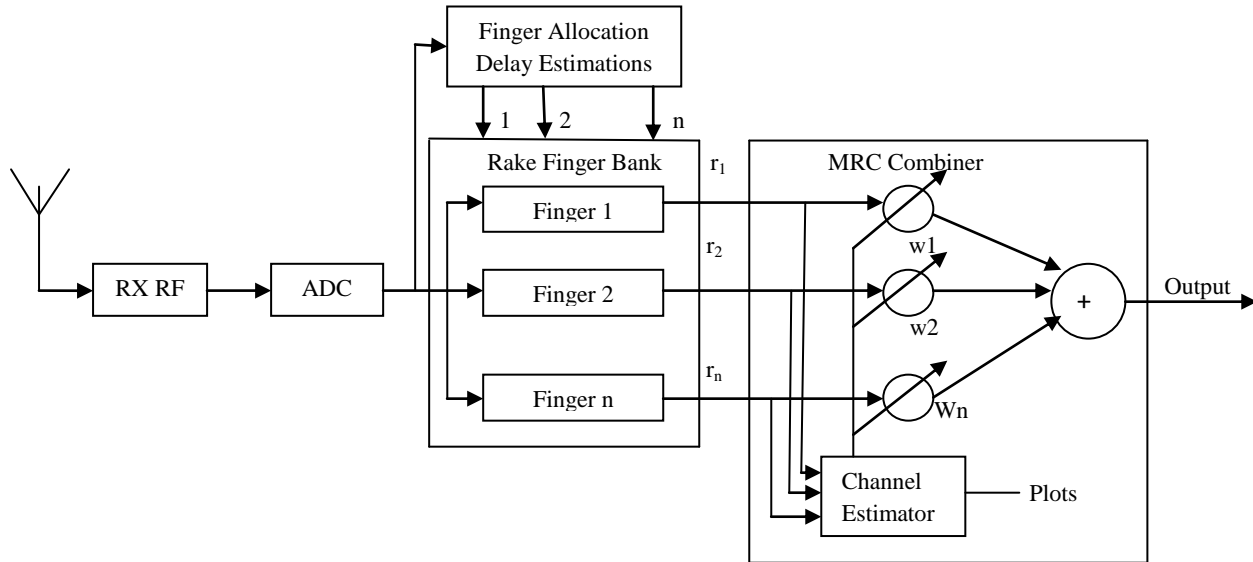 Finger Allocation
Delay Estimations
1 2 n
Rake Finger Bank
r1
MRC Combiner
Finger 1
w1
r2
RX RF
ADC
Finger 2
w2
+
Output
rn
Finger n
Wn
Channel
Estimator
Plots